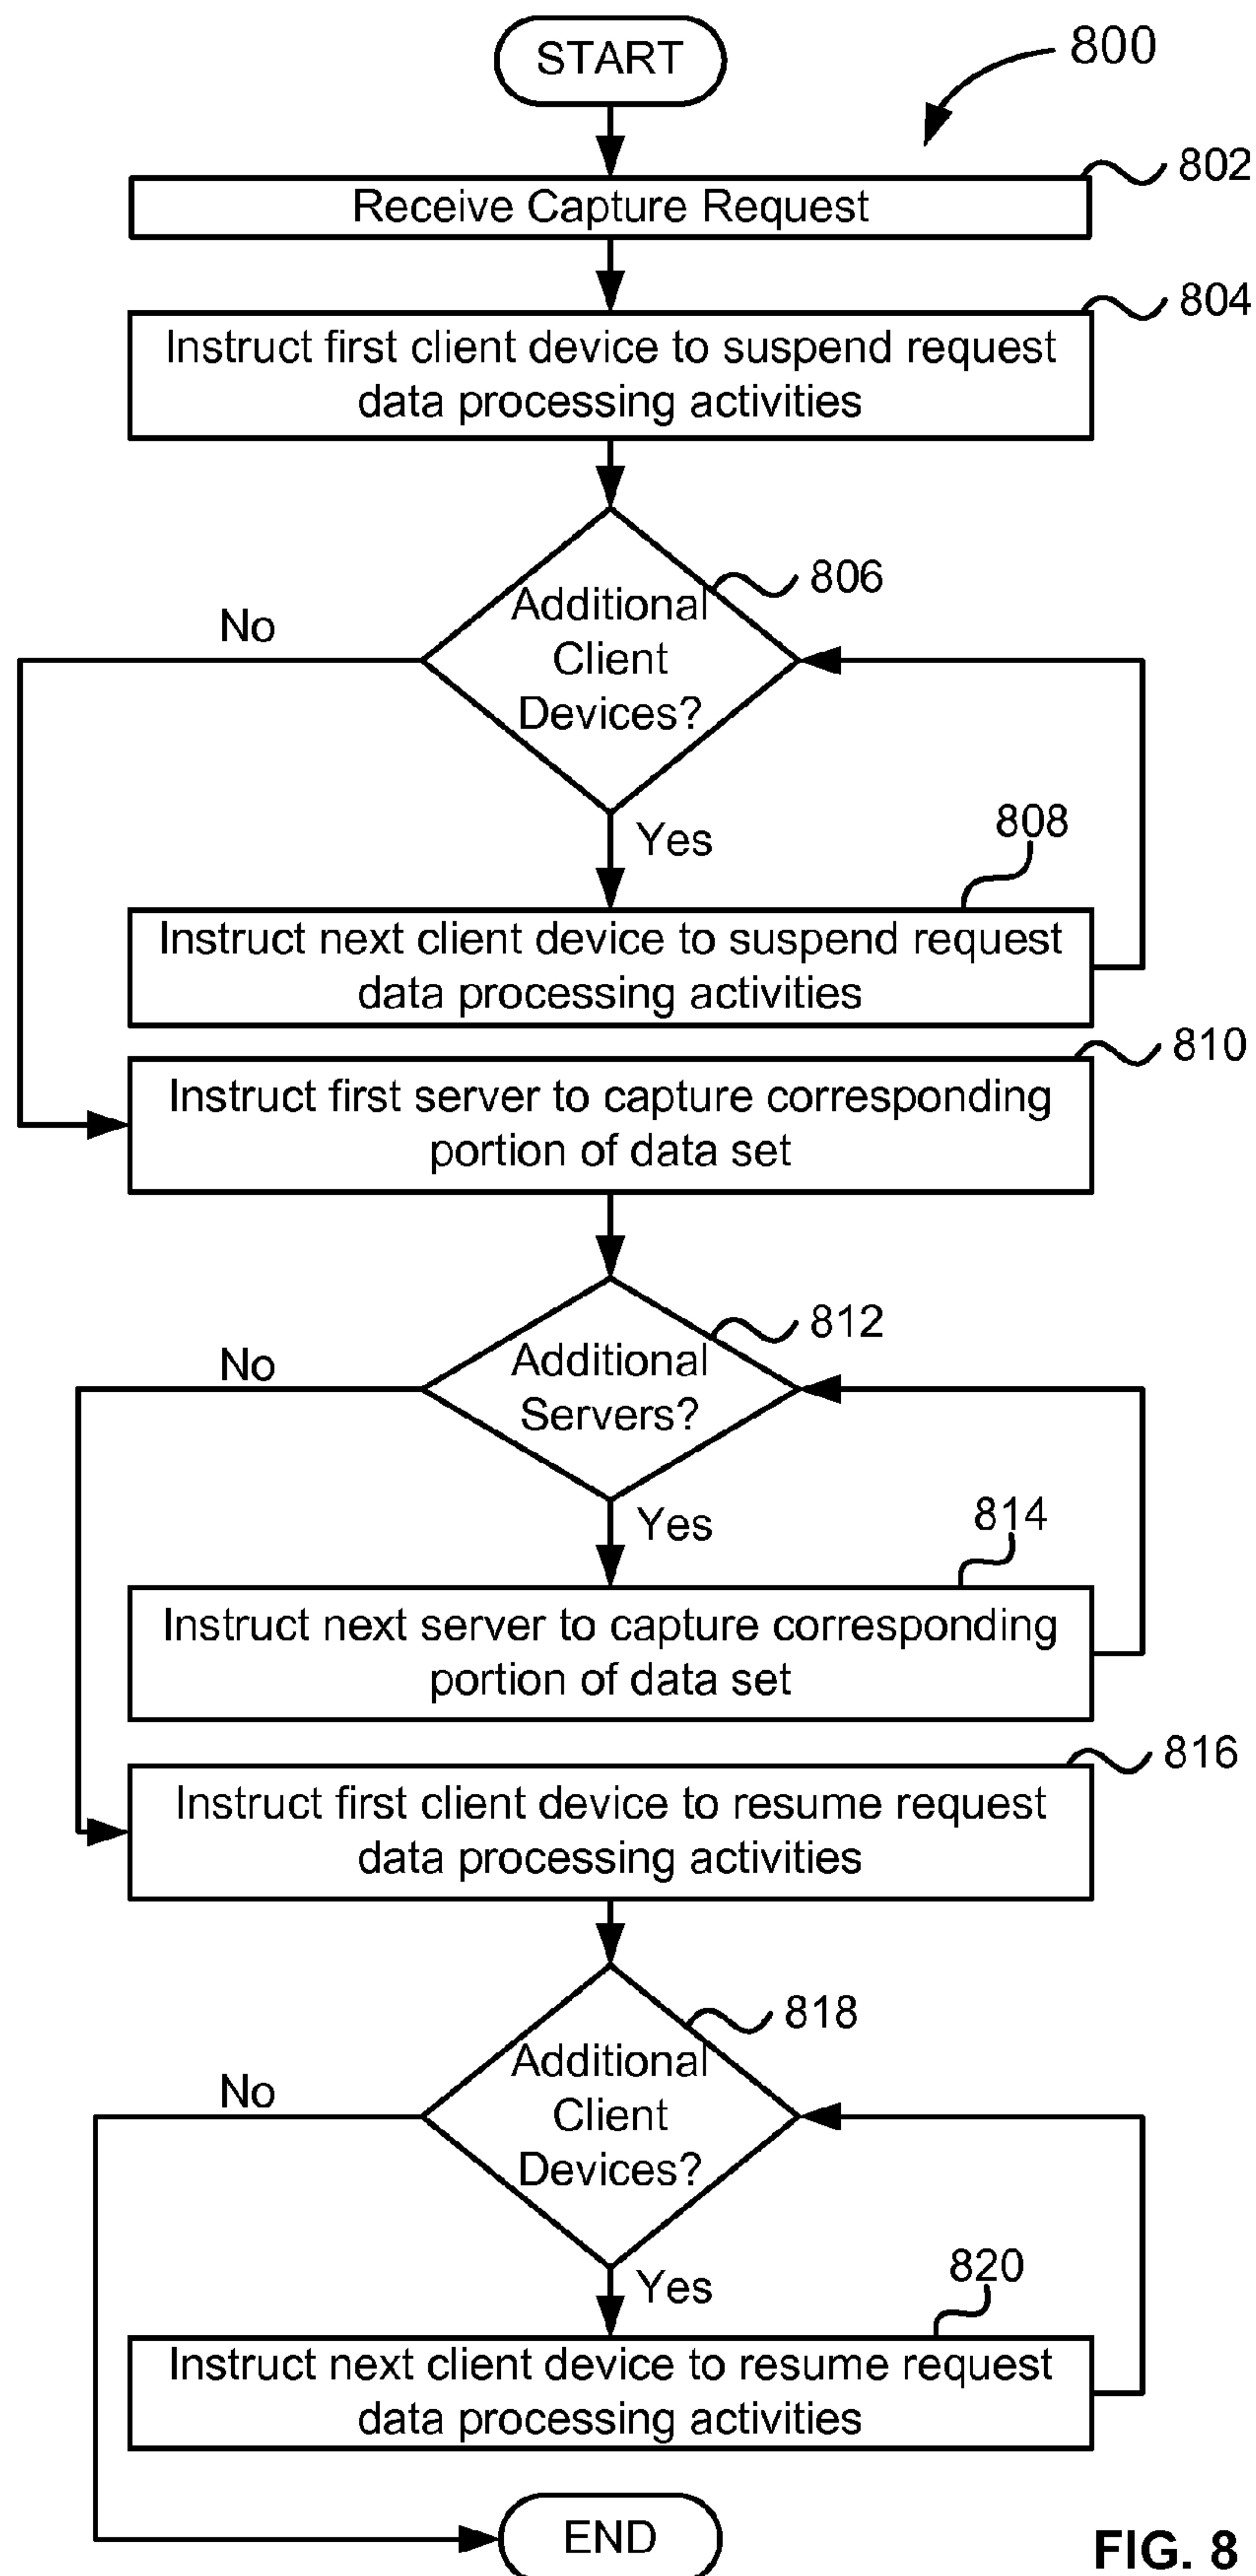 START
800
802
Receive Capture Request
804
Instruct first client device to suspend request
data processing activities
806
Additional
Client
Devices?
No
Yes
808
Instruct next client device to suspend request
data processing activities
810
Instruct first server to capture corresponding
portion of data set
812
Additional
Servers?
No
Yes
814
Instruct next server to capture corresponding
portion of data set
816
Instruct first client device to resume request
data processing activities
818
Additional
Client
Devices?
No
Yes
820
Instruct next client device to resume request
data processing activities
END
FIG. 8